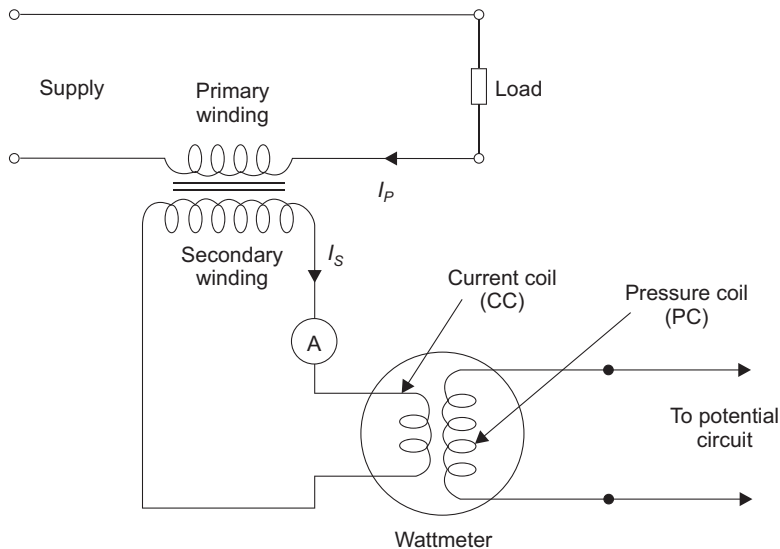 Supply
Primary
winding
Load
I_P
Secondary
winding
I_S
Current coil
(CC)
Pressure coil
(PC)
A
To potential
circuit
Wattmeter